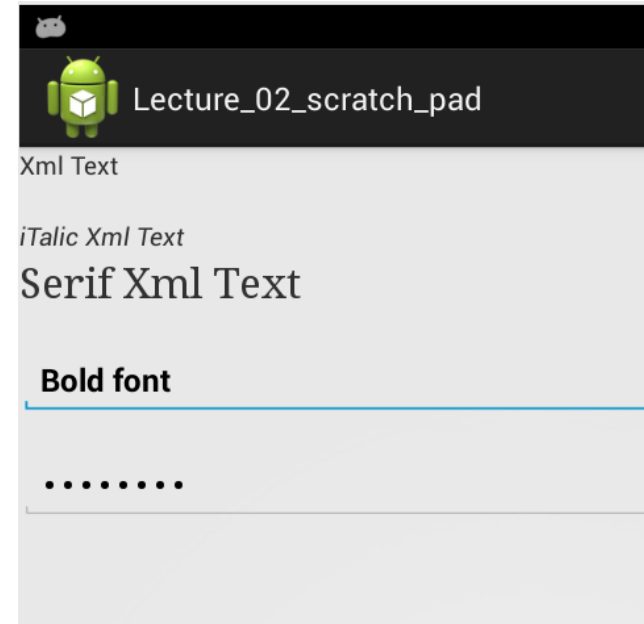 Lecture_02_scratch_pad
Xml Text
iTalic Xml Text
Serif Xml Text
Bold font
••••••••